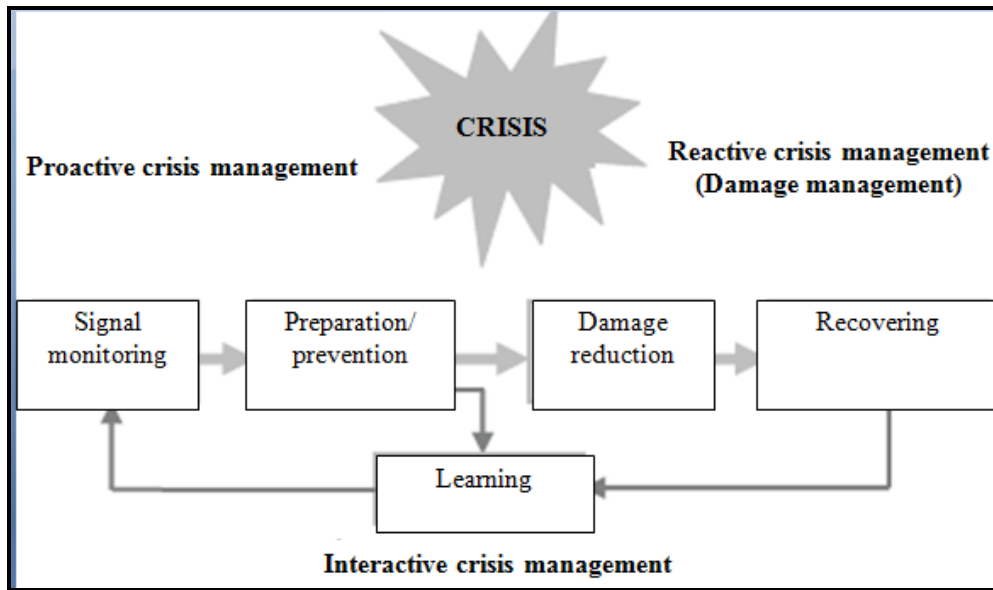 CRISIS
Proactive crisis management
Reactive crisis management
(Damage management)
Signal
monitoring
Preparation/
prevention
Damage
reduction
Recovering
Learning
Interactive crisis management